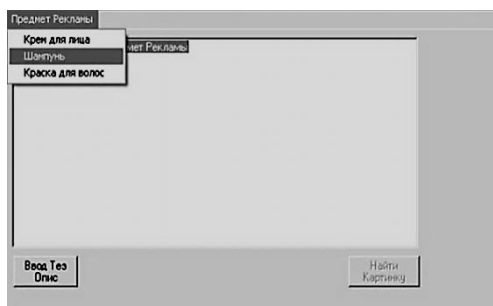 Предмет Рекламы
Крем для лица
Шампунь
Краска для волос
мет Рекламы
Ввод Тез
Опис
Найти
Картинку